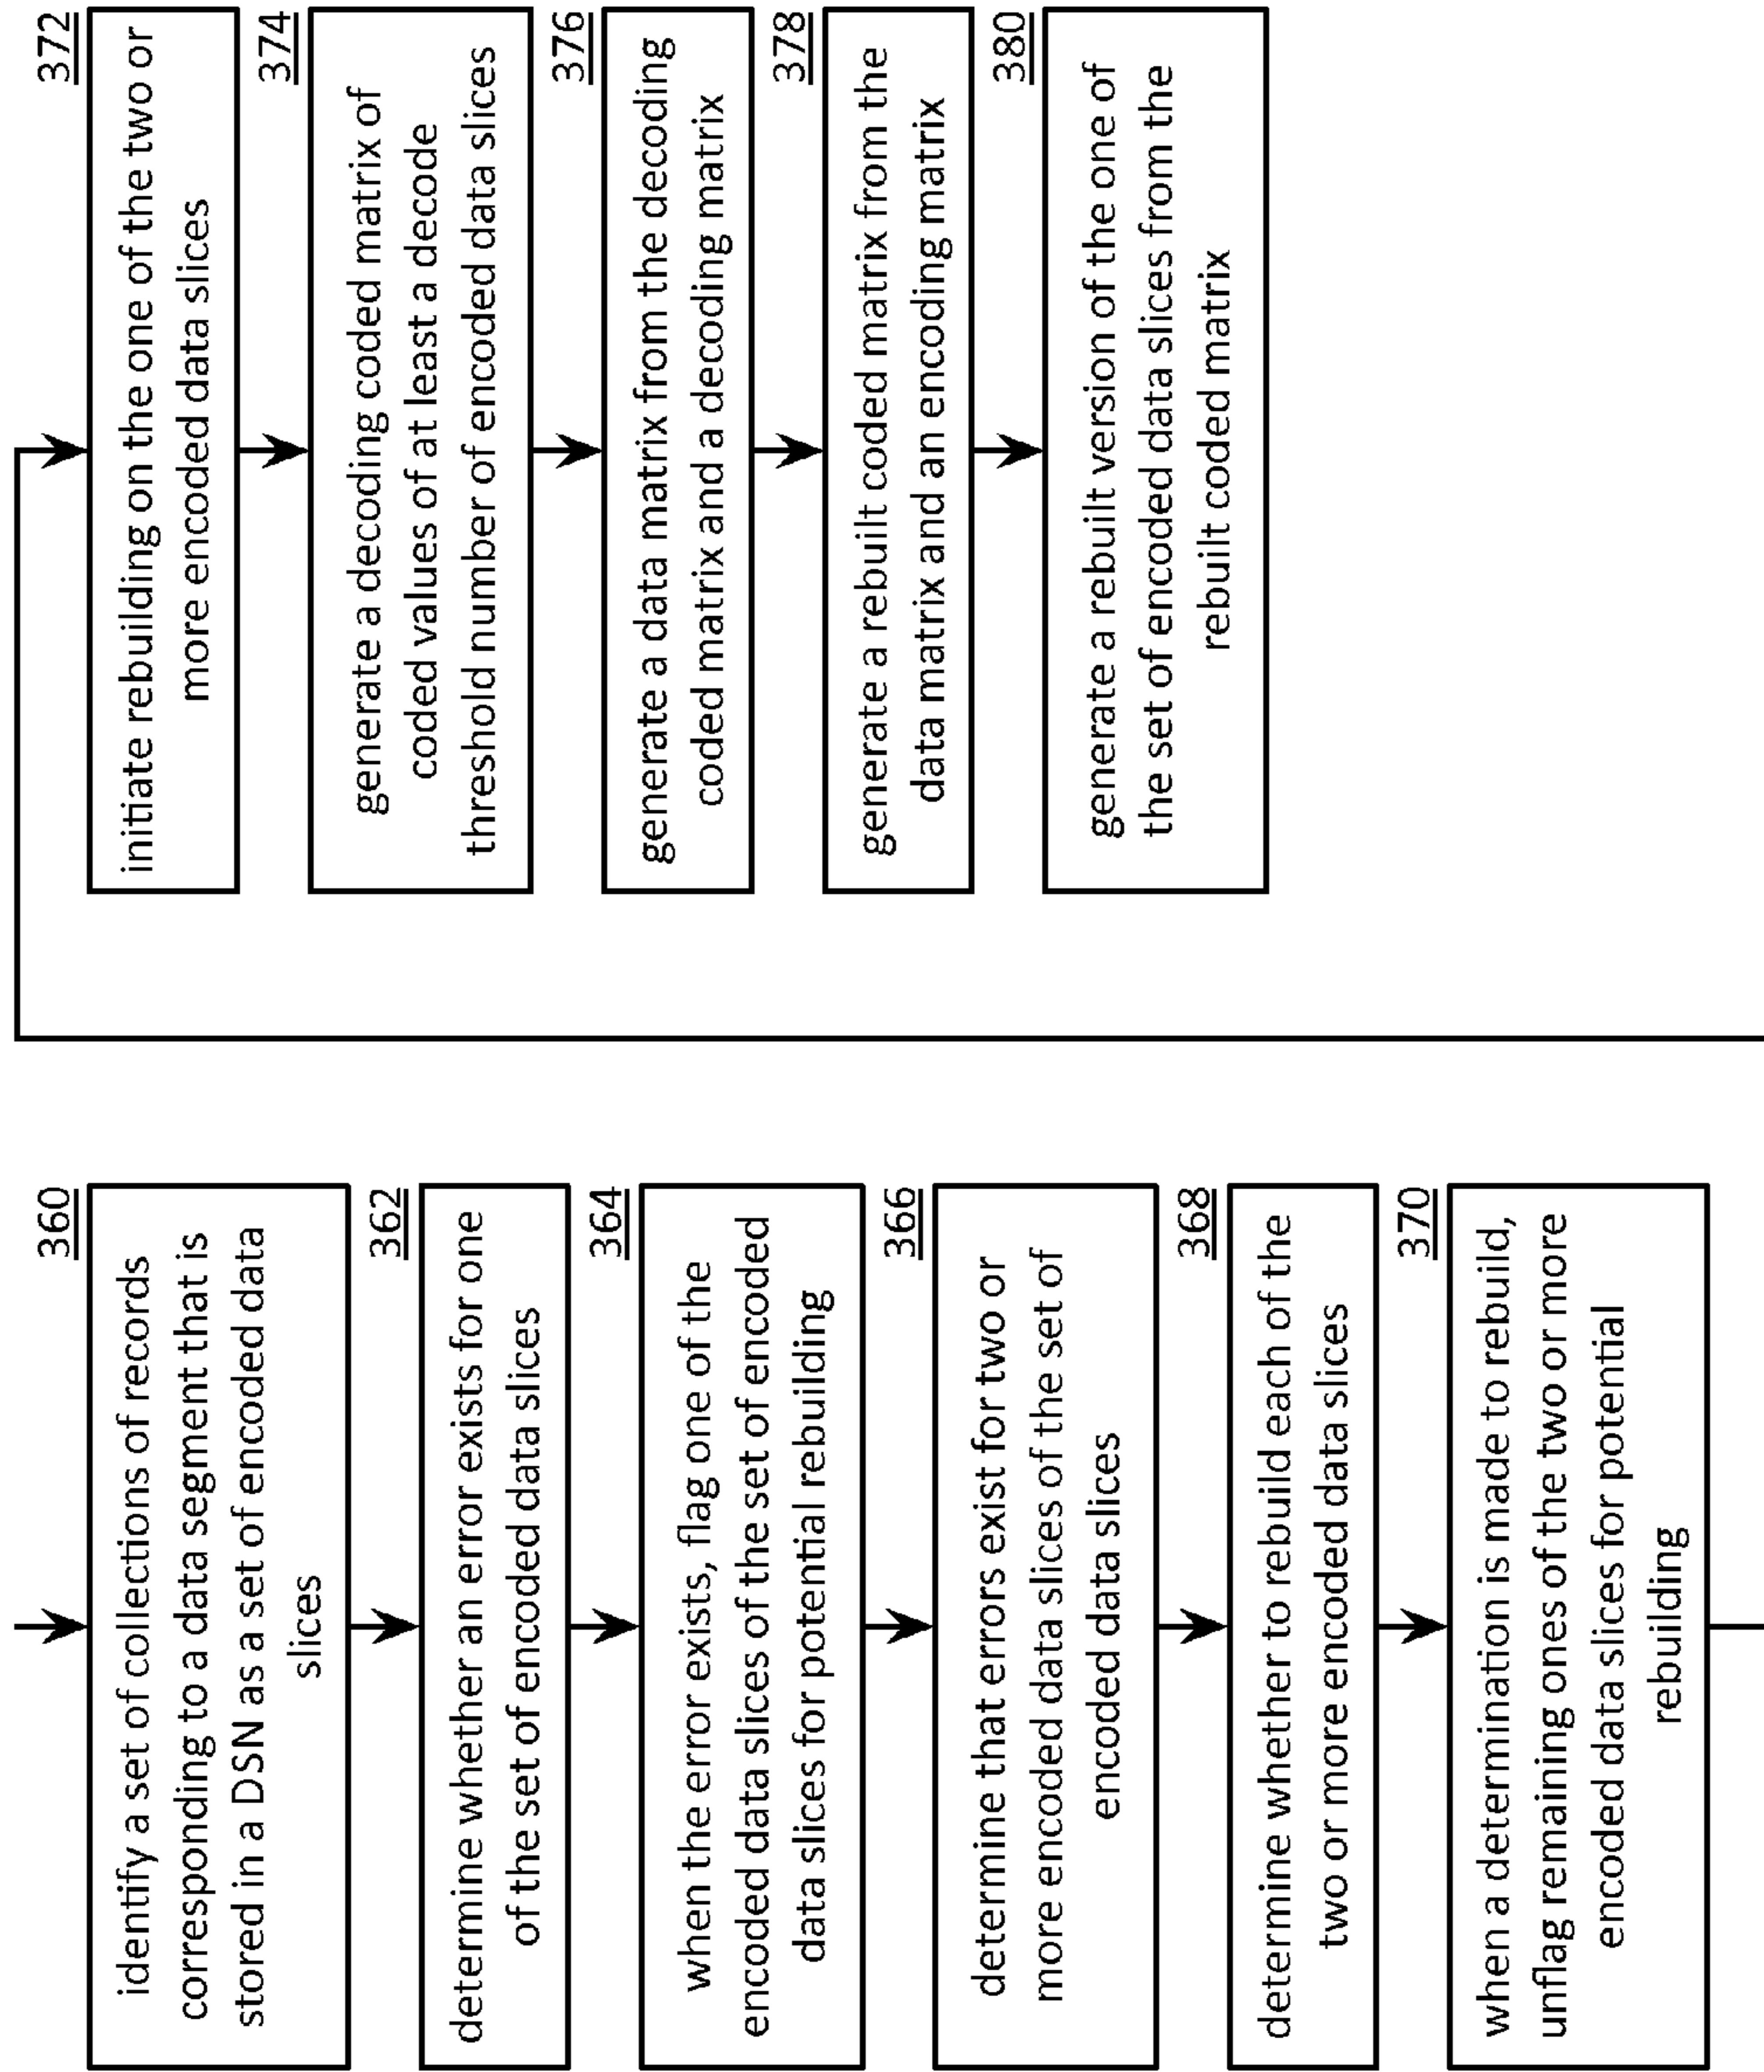 360
identify a set of collections of records
corresponding to a data segment that is
stored in a DSN as a set of encoded data
slices
362
determine whether an error exists for one
of the set of encoded data slices
364
when the error exists, flag one of the
encoded data slices of the set of encoded
data slices for potential rebuilding
366
determine that errors exist for two or
more encoded data slices of the set of
encoded data slices
368
determine whether to rebuild each of the
two or more encoded data slices
370
when a determination is made to rebuild,
unflag remaining ones of the two or more
encoded data slices for potential
rebuilding
372
initiate rebuilding on the one of the two or
more encoded data slices
374
generate a decoding coded matrix of
coded values of at least a decode
threshold number of encoded data slices
376
generate a data matrix from the decoding
coded matrix and a decoding matrix
378
generate a rebuilt coded matrix from the
data matrix and an encoding matrix
380
generate a rebuilt version of the one of
the set of encoded data slices from the
rebuilt coded matrix